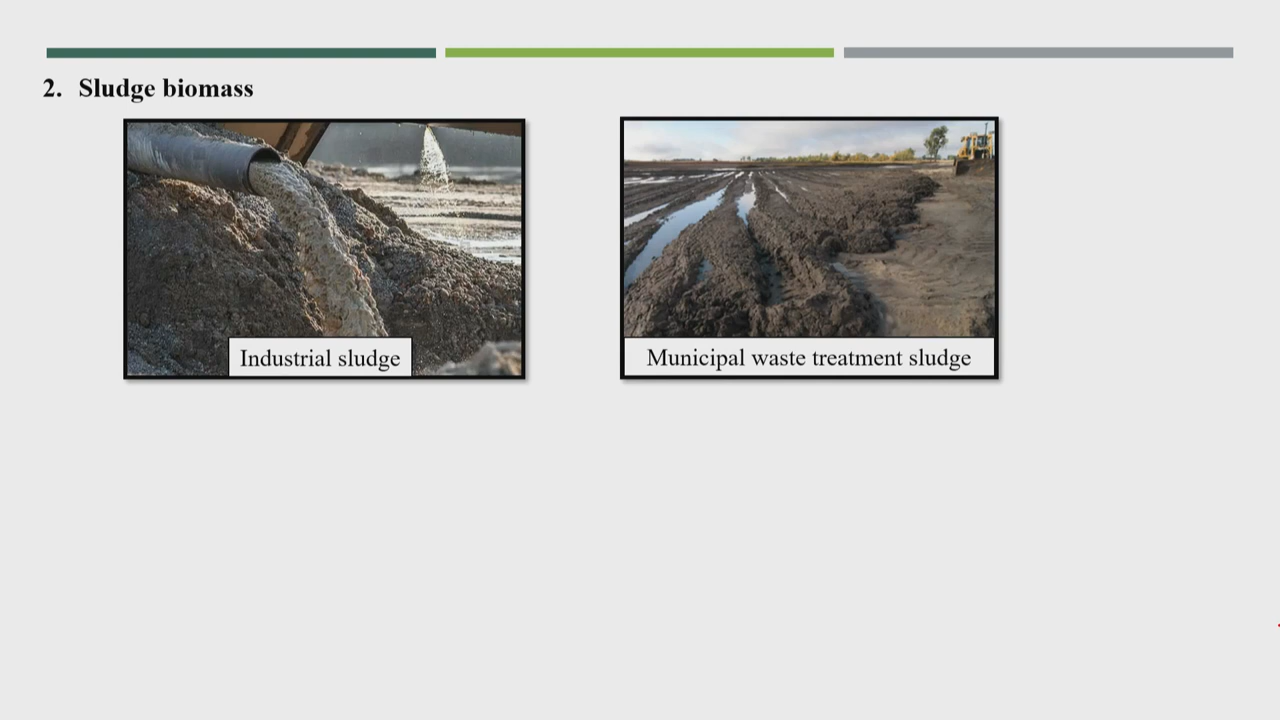 2. Sludge biomass
Industrial sludge
Municipal waste treatment sludge